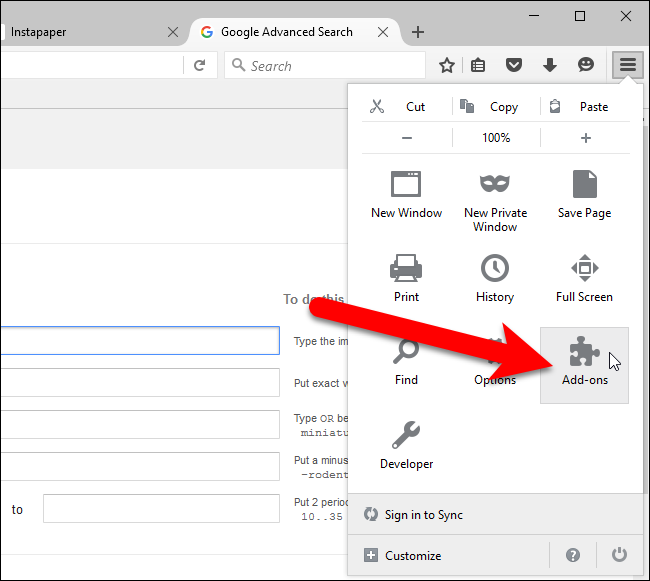 Instapaper
Google Advanced Search
Search
Cut
Copy
Paste
100%
New Window
New Private
Window
Save Page
Print
History
Full Screen
Find
Options
Add-ons
Developer
Sign in to Sync
Customize
To do this
Type the im
Put exact w
Type OR be
miniatu
Put a minus
-rodent
to
Put 2 period
10..35